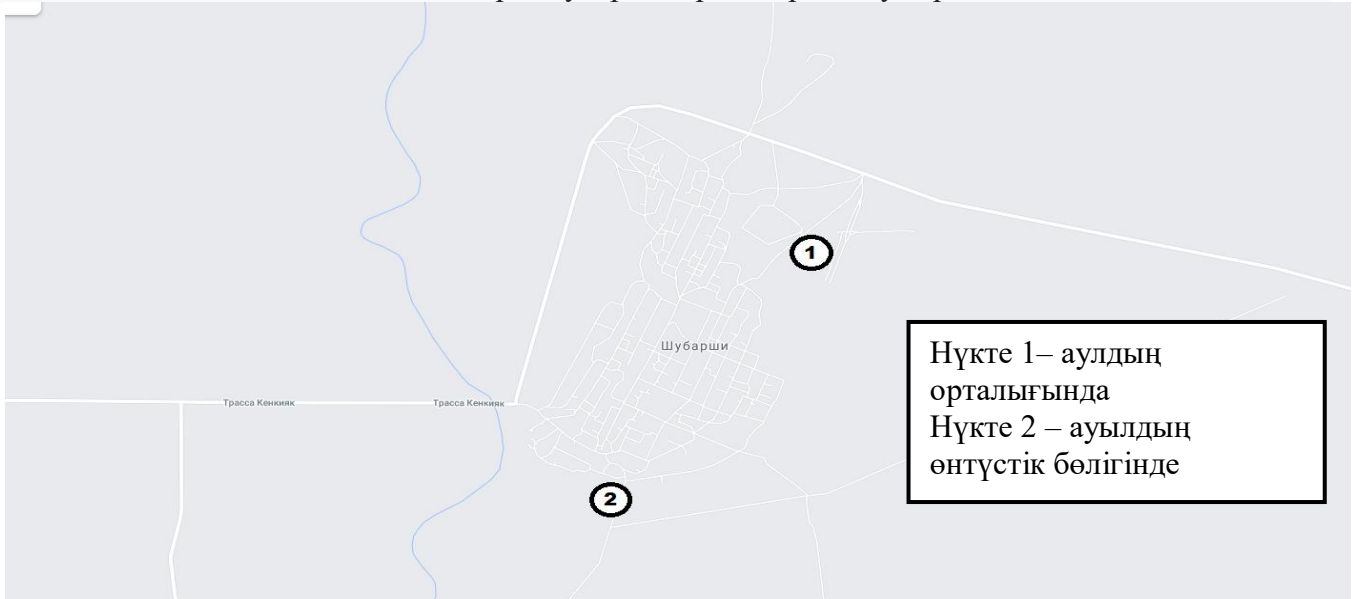 1
Шубарши
Трасса Кенкияк
Трасса Кенкияк
2
Нүкте 1– аулдың
орталығында
Нүкте 2 – ауылдың
өнтүстік бөлігінде